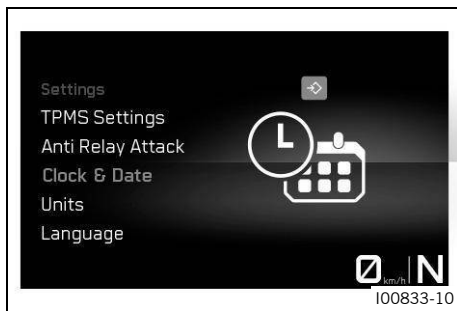 Settings
TPMS Settings
Anti Relay Attack
Clock & Date
Units
Language
0 km/h N
I00833-10